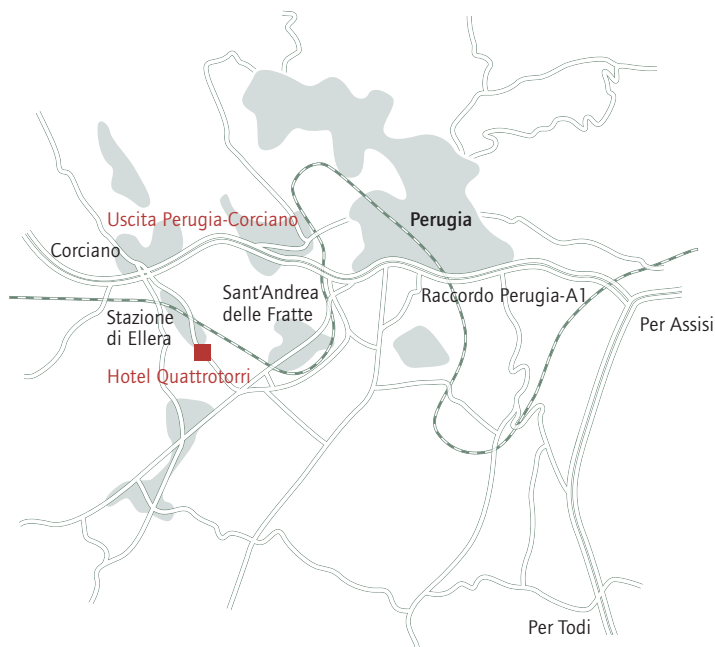 Uscita Perugia-Corciano
Perugia
Corciano
Sant'Andrea
delle Fratte
Raccordo Perugia-A1
Stazione
di Ellera
Per Assisi
Hotel Quattrotorri
Per Todi